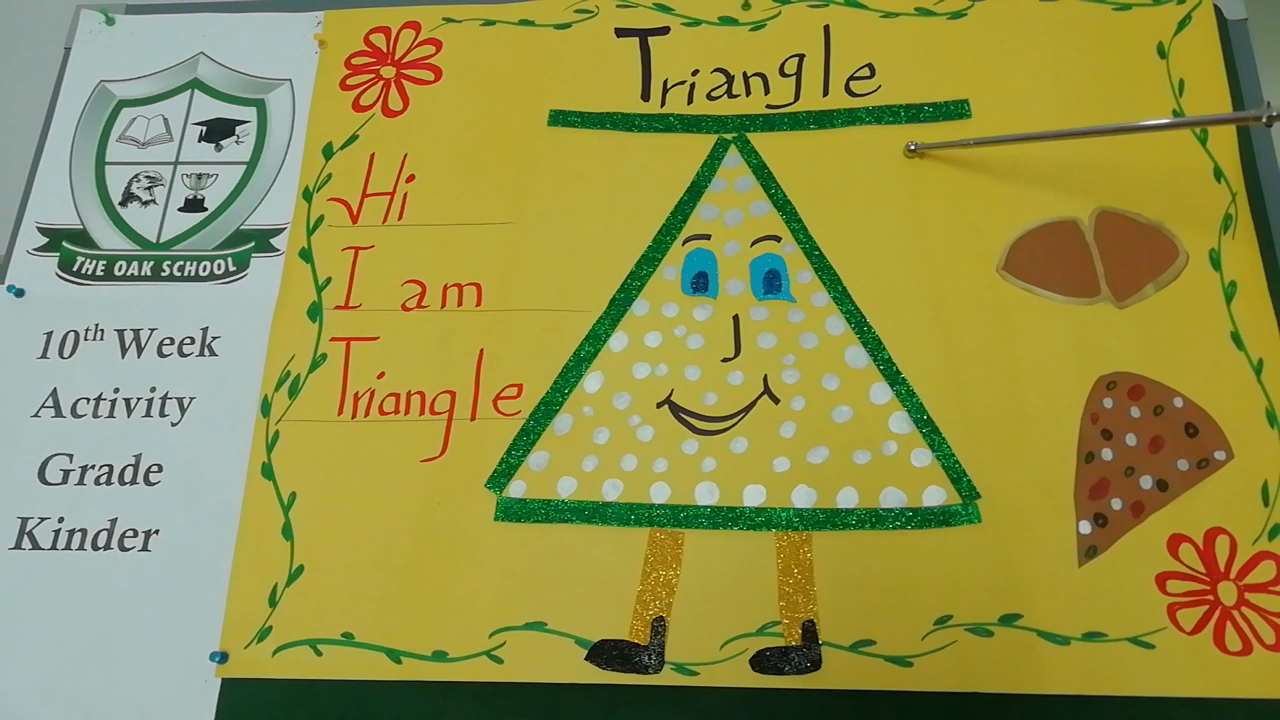 THE OAK SCHOOL
10th Week
Activity
Grade
Kinder
Triangle
Hi
I am
Triangle